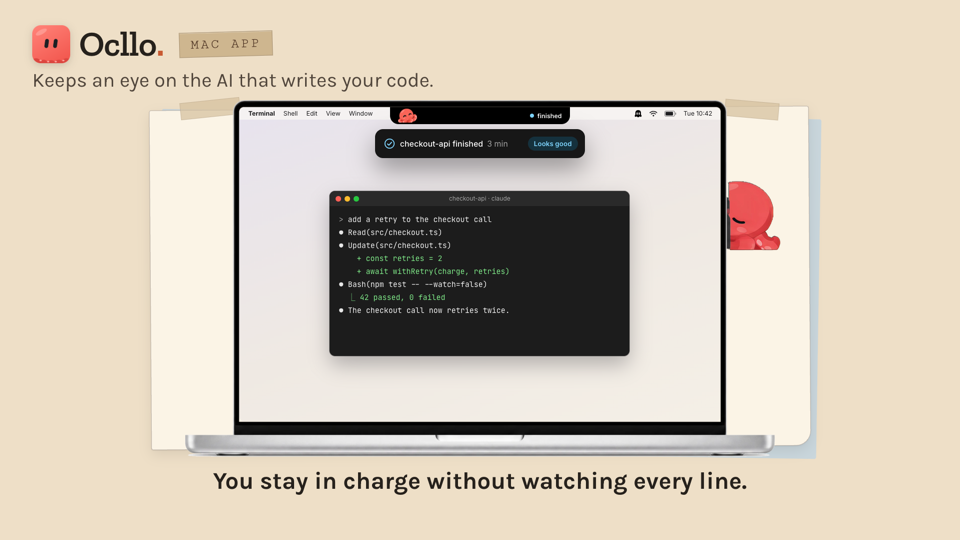 Ocllo.
MAC APP
Keeps an eye on the AI that writes your code.
Terminal Shell Edit View Window
finished
Tue 10:42
checkout-api finished 3 min
Looks good
checkout-api · claude
> add a retry to the checkout call
● Read(src/checkout.ts)
● Update(src/checkout.ts)
+ const retries = 2
+ await withRetry(charge, retries)
● Bash(npm test -- --watch=false)
⎿ 42 passed, 0 failed
● The checkout call now retries twice.
You stay in charge without watching every line.